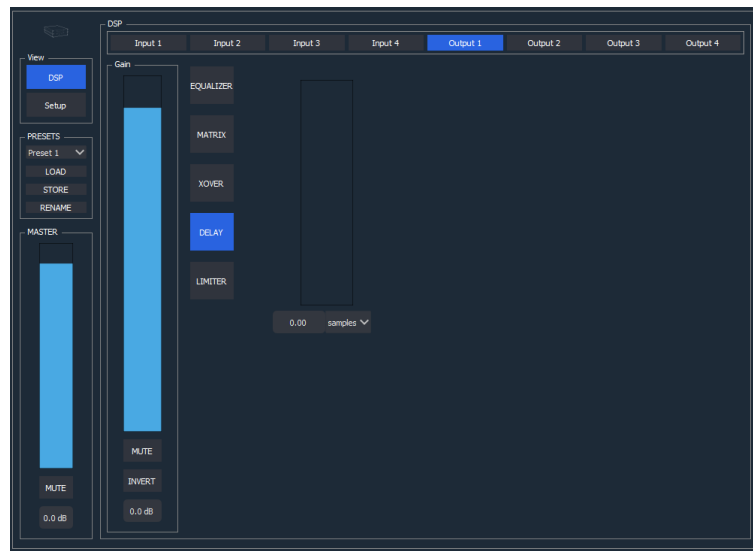 DSP
Input 1 Input 2 Input 3 Input 4 Output 1 Output 2 Output 3 Output 4
View
DSP
Setup
PRESETS
Preset 1
LOAD
STORE
RENAME
MASTER
MUTE
0.0 dB
Gain
MUTE
INVERT
0.0 dB
EQUALIZER
MATRIX
XOVER
DELAY
LIMITER
0.00 samples